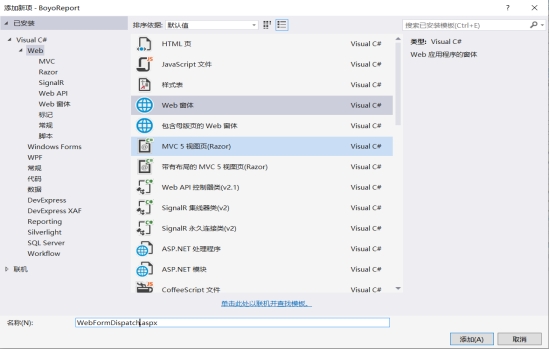 添加新项 - BoyoReport
?
已安装
排序依据: 默认值
搜索已安装模板(Ctrl+E)
Visual C#
Web
MVC
Razor
SignalR
Web API
Web 窗体
标记
常规
脚本
Windows Forms
WPF
常规
代码
数据
DevExpress
DevExpress XAF
Reporting
Silverlight
SQL Server
Workflow
联机
HTML 页 Visual C#
JavaScript 文件 Visual C#
样式表 Visual C#
Web 窗体 Visual C#
包含母版页的 Web 窗体 Visual C#
MVC 5 视图页(Razor) Visual C#
带有布局的 MVC 5 视图页(Razor) Visual C#
Web API 控制器类(v2.1) Visual C#
SignalR 集线器类(v2) Visual C#
SignalR 永久连接类(v2) Visual C#
ASP.NET 处理程序 Visual C#
ASP.NET 模块 Visual C#
CoffeeScript 文件 Visual C#
类型: Visual C#
Web 应用程序的窗体
单击此处以联机并查找模板。
名称(N): WebFormDispatch.aspx
添加(A) 取消